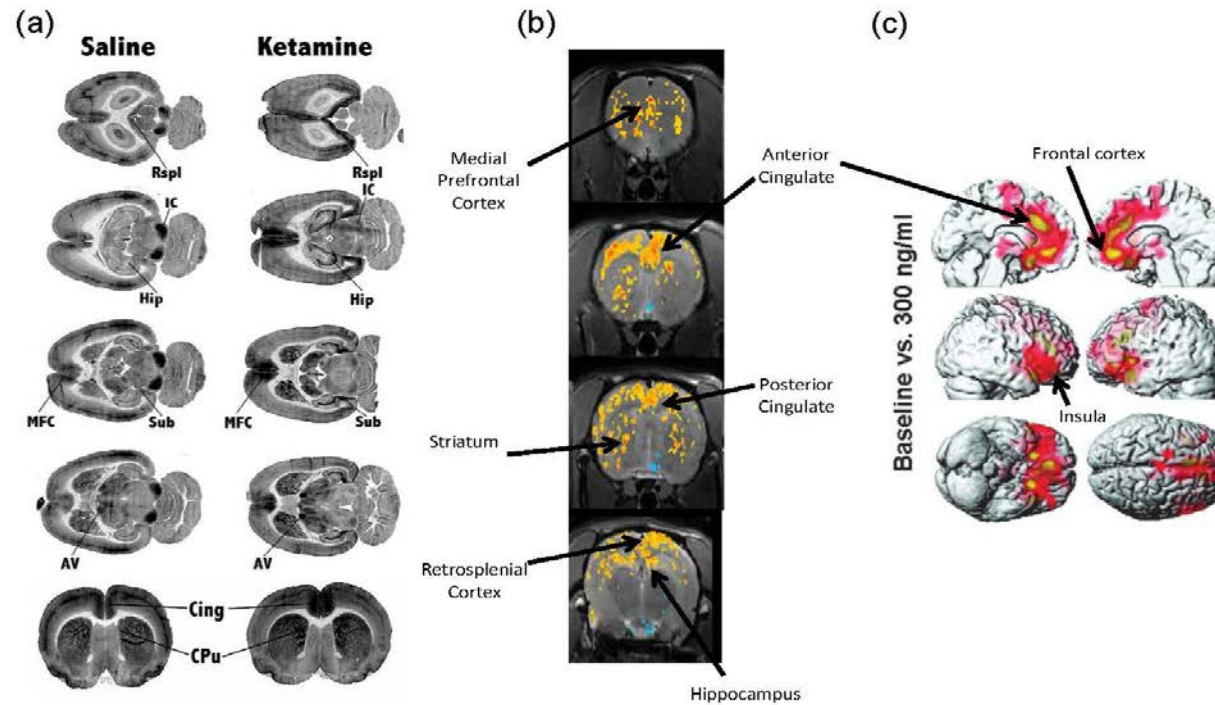 (a)
Saline
Ketamine
Rspl
Rspl
IC
IC
Hip
Hip
MFC
Sub
MFC
Sub
AV
AV
Cing
CPu
(b)
Medial
Prefrontal
Cortex
Anterior
Cingulate
Striatum
Posterior
Cingulate
Retrosplenial
Cortex
Hippocampus
(c)
Frontal cortex
Baseline vs. 300 ng/ml
Insula